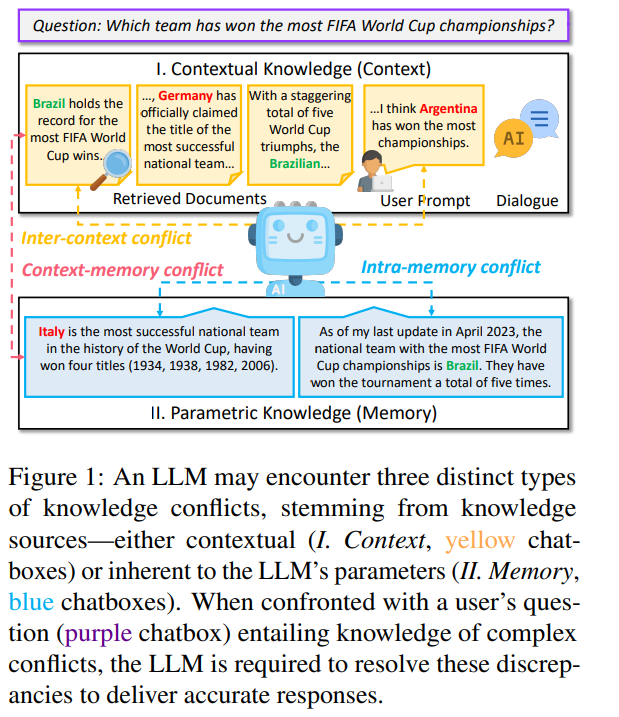 Question: Which team has won the most FIFA World Cup championships?
I. Contextual Knowledge (Context)
Brazil holds the
record for the
most FIFA World
Cup wins...
..., Germany has
officially claimed
the title of the
most successful
national team...
With a staggering
total of five
World Cup
triumphs, the
Brazilian...
...I think Argentina
has won the most
championships.
AI
Retrieved Documents
User Prompt
Dialogue
Inter-context conflict
Context-memory conflict
Intra-memory conflict
AI
Italy is the most successful national team
in the history of the World Cup, having
won four titles (1934, 1938, 1982, 2006).
As of my last update in April 2023, the
national team with the most FIFA World
Cup championships is Brazil. They have
won the tournament a total of five times.
II. Parametric Knowledge (Memory)
Figure 1: An LLM may encounter three distinct types
of knowledge conflicts, stemming from knowledge
sources—either contextual (I. Context, yellow chat-
boxes) or inherent to the LLM's parameters (II. Memory,
blue chatboxes). When confronted with a user's ques-
tion (purple chatbox) entailing knowledge of complex
conflicts, the LLM is required to resolve these discrep-
ancies to deliver accurate responses.